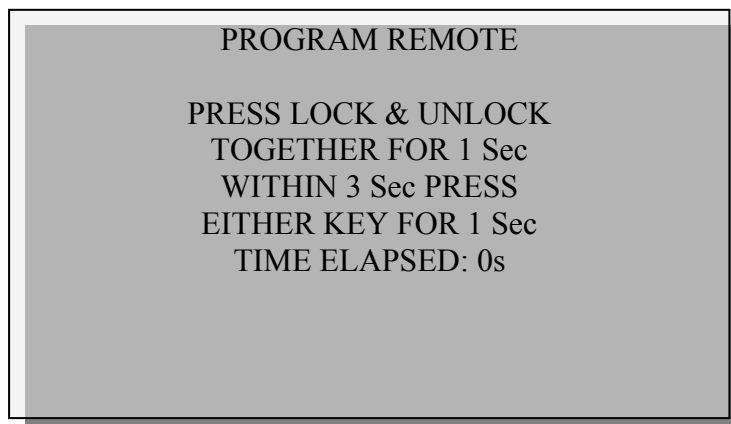 PROGRAM REMOTE
PRESS LOCK & UNLOCK
TOGETHER FOR 1 Sec
WITHIN 3 Sec PRESS
EITHER KEY FOR 1 Sec
TIME ELAPSED: 0s